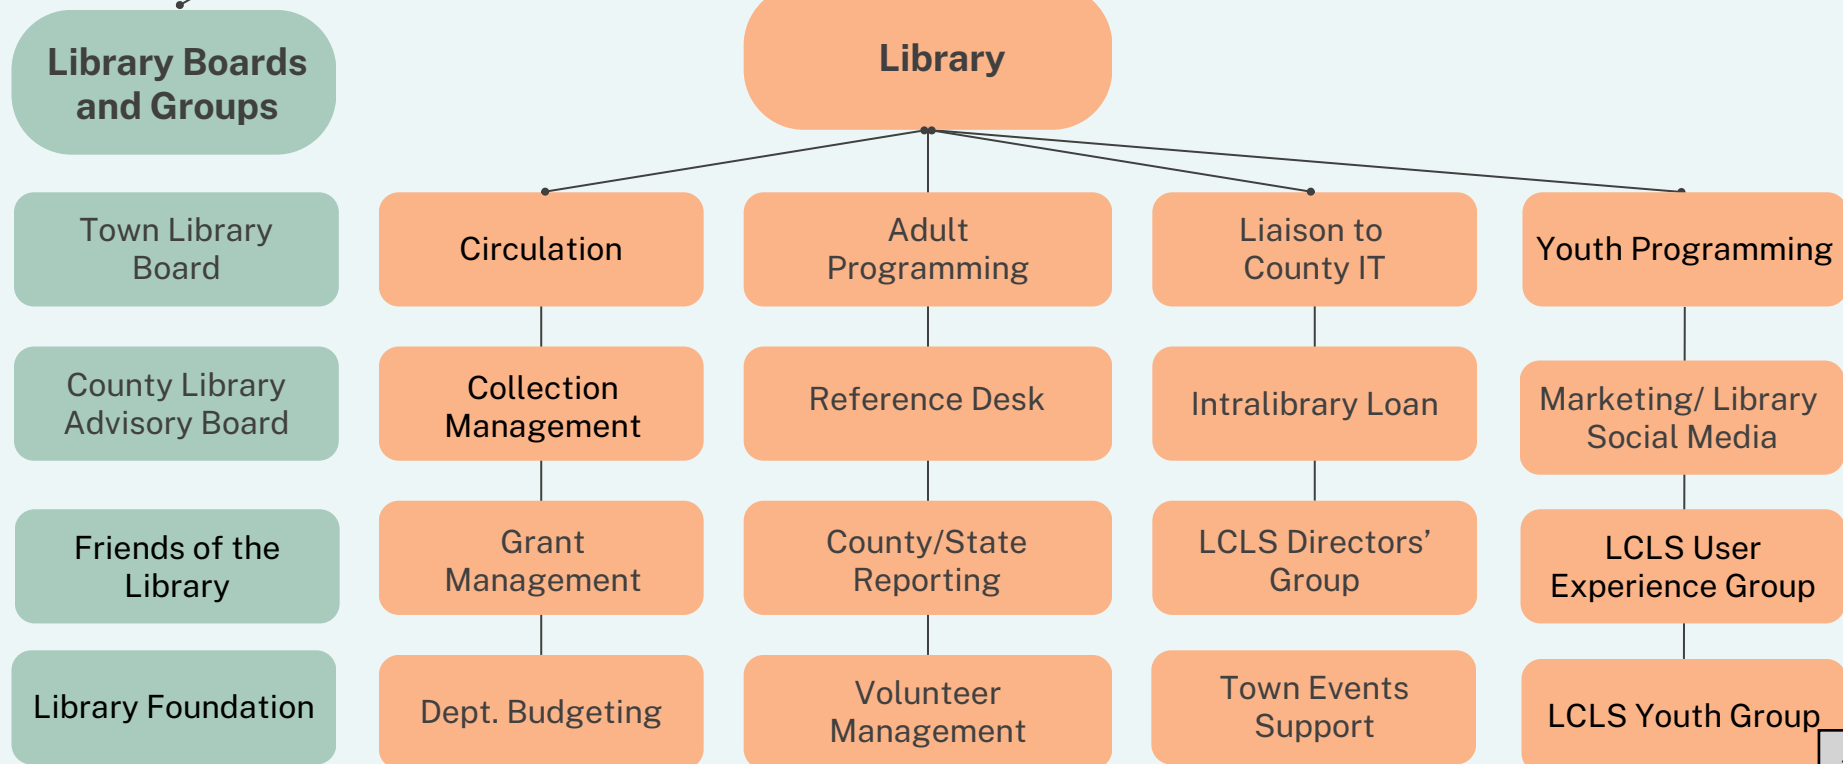 Library Boards
and Groups
Library
Town Library
Board
Circulation
Adult
Programming
Liaison to
County IT
Youth Programming
County Library
Advisory Board
Collection
Management
Reference Desk
Intralibrary Loan
Marketing/ Library
Social Media
Friends of the
Library
Grant
Management
County/State
Reporting
LCLS Directors’
Group
LCLS User
Experience Group
Library Foundation
Dept. Budgeting
Volunteer
Management
Town Events
Support
LCLS Youth Group